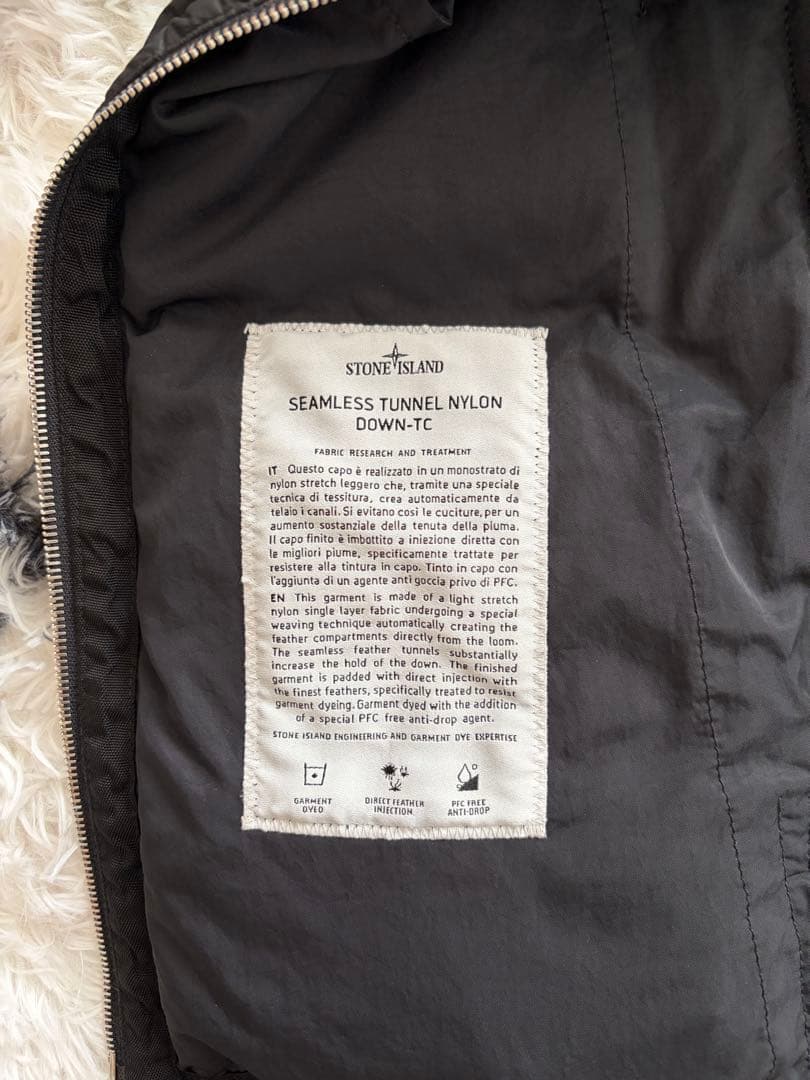 STONE ISLAND
SEAMLESS TUNNEL NYLON
DOWN-TC
FABRIC RESEARCH AND TREATMENT
IT Questo capo è realizzato in un monostrato di
nylon stretch leggero che, tramite una speciale
tecnica di tessitura, crea automaticamente da
telaio i canali. Si evitano così le cuciture, per un
aumento sostanziale della tenuta della piuma.
Il capo finito è imbottito a iniezione diretta con
le migliori piume, specificamente trattate per
resistere alla tintura in capo. Tinto in capo con
l'aggiunta di un agente anti goccia privo di PFC.
EN This garment is made of a light stretch
nylon single layer fabric undergoing a special
weaving technique automatically creating the
feather compartments directly from the loom.
The seamless feather tunnels substantially
increase the hold of the down. The finished
garment is padded with direct injection with
the finest feathers, specifically treated to resist
garment dyeing. Garment dyed with the addition
of a special PFC free anti-drop agent.
STONE ISLAND ENGINEERING AND GARMENT DYE EXPERTISE
GARMENT DYED
DIRECT FEATHER INJECTION
PFC FREE ANTI-DROP